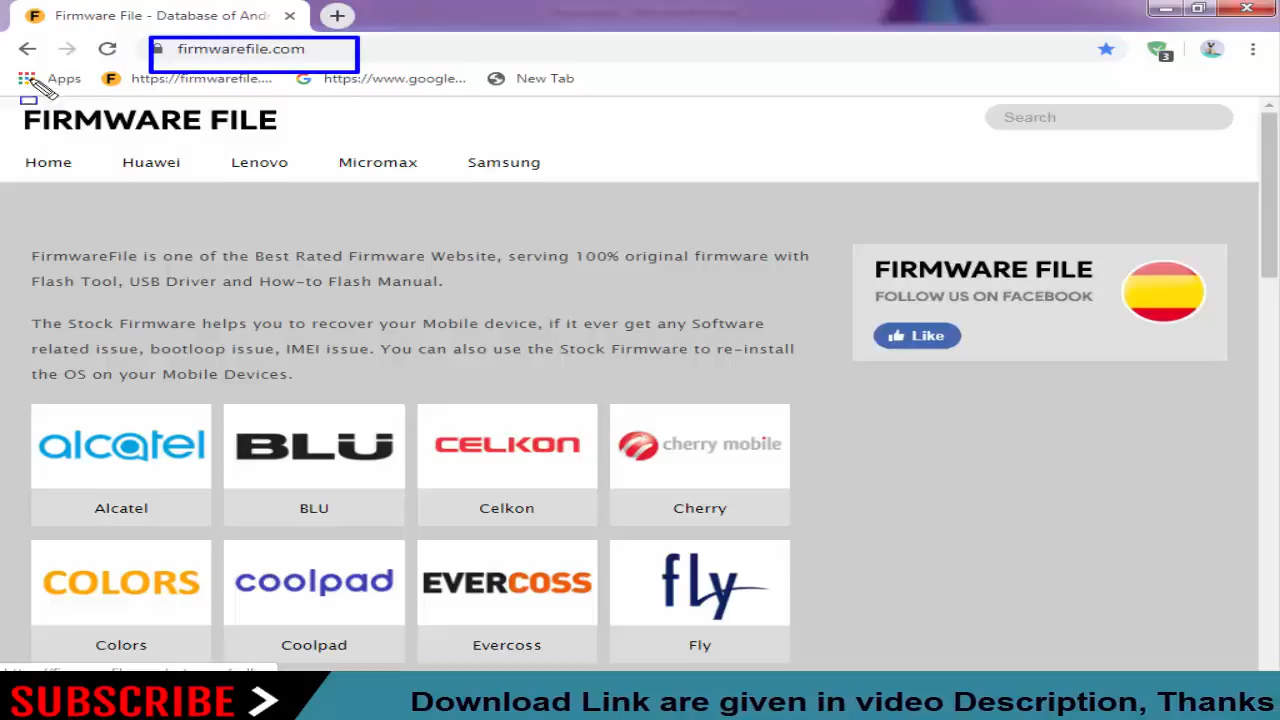 Firmware File - Database of And
firmwarefile.com
3
Apps
https://firmwarefile....
https://www.google...
New Tab
FIRMWARE FILE
Search
Home
Huawei
Lenovo
Micromax
Samsung
FirmwareFile is one of the Best Rated Firmware Website, serving 100% original firmware with
Flash Tool, USB Driver and How-to Flash Manual.
The Stock Firmware helps you to recover your Mobile device, if it ever get any Software
related issue, bootloop issue, IMEI issue. You can also use the Stock Firmware to re-install
the OS on your Mobile Devices.
FIRMWARE FILE
FOLLOW US ON FACEBOOK
Like
alcatel
BLU
CELKON
cherry mobile
Alcatel
BLU
Celkon
Cherry
COLORS
coolpad
EVERCOSS
fly
Colors
Coolpad
Evercoss
Fly
SUBSCRIBE
Download Link are given in video Description, Thanks